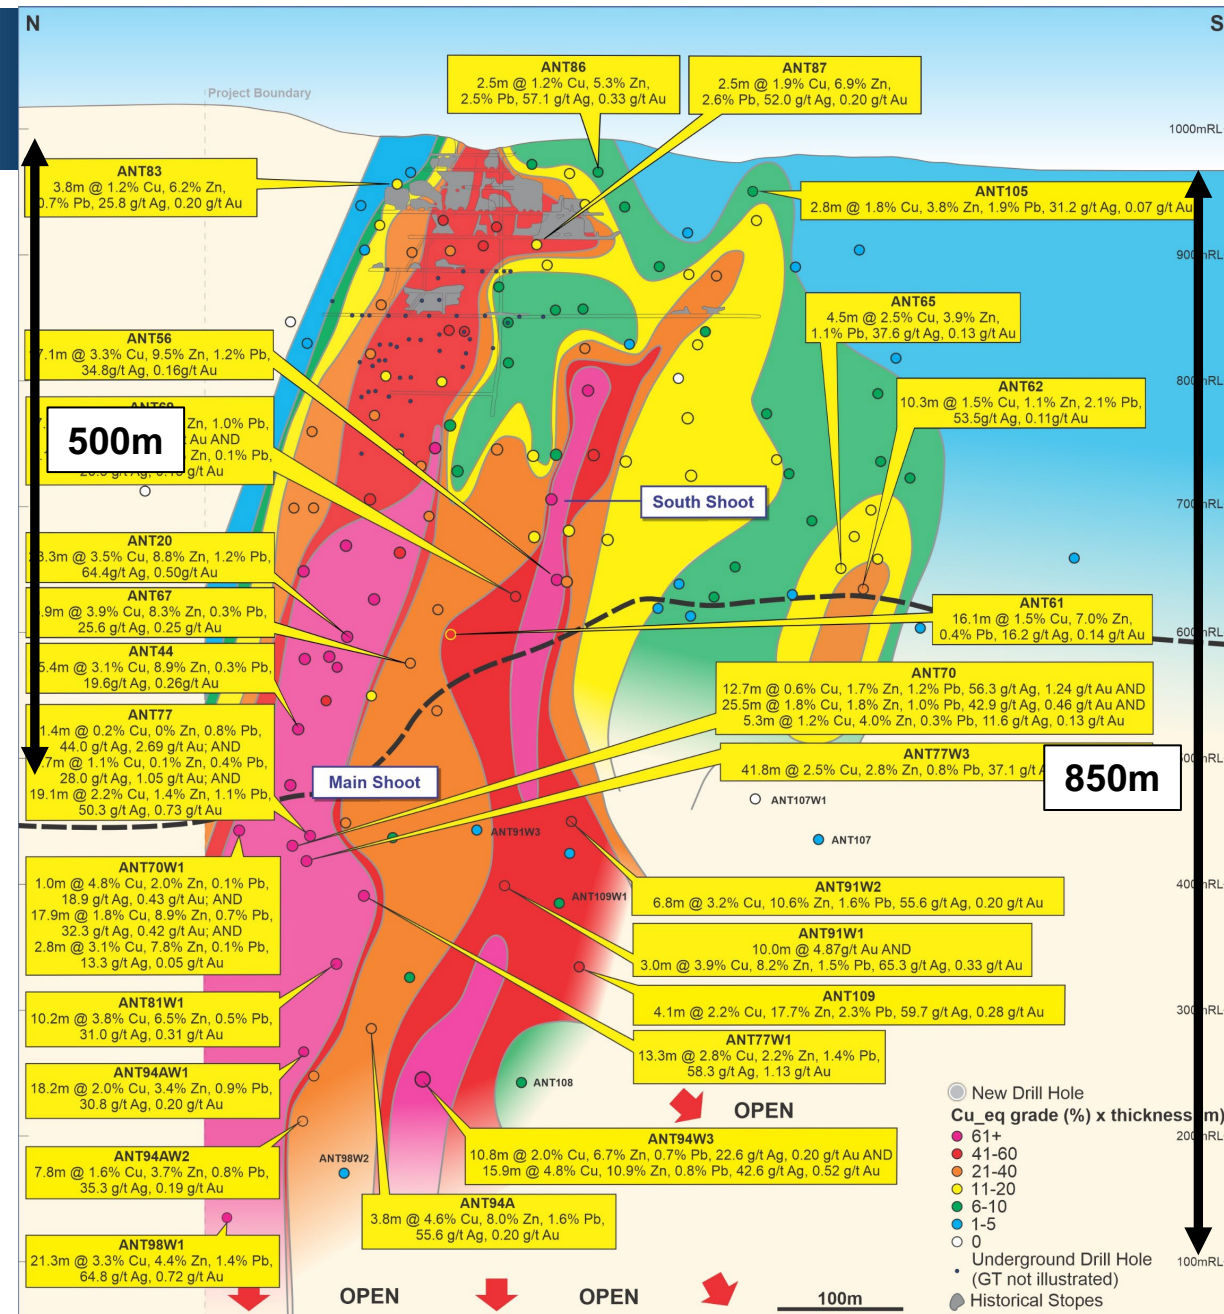 N
S
Project Boundary
ANT86
2.5m @ 1.2% Cu, 5.3% Zn,
2.5% Pb, 57.1 g/t Ag, 0.33 g/t Au
ANT87
2.5m @ 1.9% Cu, 6.9% Zn,
2.6% Pb, 52.0 g/t Ag, 0.20 g/t Au
1000mRL
ANT83
3.8m @ 1.2% Cu, 6.2% Zn,
0.7% Pb, 25.8 g/t Ag, 0.20 g/t Au
ANT105
2.8m @ 1.8% Cu, 3.8% Zn, 1.9% Pb, 31.2 g/t Ag, 0.07 g/t Au
900mRL
ANT65
4.5m @ 2.5% Cu, 3.9% Zn,
1.1% Pb, 37.6 g/t Ag, 0.13 g/t Au
ANT56
7.1m @ 3.3% Cu, 9.5% Zn, 1.2% Pb,
34.8g/t Ag, 0.16g/t Au
800mRL
ANT62
10.3m @ 1.5% Cu, 1.1% Zn, 2.1% Pb,
53.5g/t Ag, 0.11g/t Au
Zn, 1.0% Pb,
Au AND
Zn, 0.1% Pb,
g/t Au
500m
South Shoot
700mRL
ANT20
3.3m @ 3.5% Cu, 8.8% Zn, 1.2% Pb,
64.4g/t Ag, 0.50g/t Au
ANT67
.9m @ 3.9% Cu, 8.3% Zn, 0.3% Pb,
25.6 g/t Ag, 0.25 g/t Au
ANT61
16.1m @ 1.5% Cu, 7.0% Zn,
0.4% Pb, 16.2 g/t Ag, 0.14 g/t Au
600mRL
ANT44
5.4m @ 3.1% Cu, 8.9% Zn, 0.3% Pb,
19.6g/t Ag, 0.26g/t Au
ANT70
12.7m @ 0.6% Cu, 1.7% Zn, 1.2% Pb, 56.3 g/t Ag, 1.24 g/t Au AND
25.5m @ 1.8% Cu, 1.8% Zn, 1.0% Pb, 42.9 g/t Ag, 0.46 g/t Au AND
5.3m @ 1.2% Cu, 4.0% Zn, 0.3% Pb, 11.6 g/t Ag, 0.13 g/t Au
ANT77
1.4m @ 0.2% Cu, 0% Zn, 0.8% Pb,
44.0 g/t Ag, 2.69 g/t Au; AND
.7m @ 1.1% Cu, 0.1% Zn, 0.4% Pb,
28.0 g/t Ag, 1.05 g/t Au; AND
19.1m @ 2.2% Cu, 1.4% Zn, 1.1% Pb,
50.3 g/t Ag, 0.73 g/t Au
ANT77W3
41.8m @ 2.5% Cu, 2.8% Zn, 0.8% Pb, 37.1 g/t
850m
Main Shoot
ANT107W1
ANT91W3
ANT107
ANT70W1
1.0m @ 4.8% Cu, 2.0% Zn, 0.1% Pb,
18.9 g/t Ag, 0.43 g/t Au; AND
17.9m @ 1.8% Cu, 8.9% Zn, 0.7% Pb,
32.3 g/t Ag, 0.42 g/t Au; AND
2.8m @ 3.1% Cu, 7.8% Zn, 0.1% Pb,
13.3 g/t Ag, 0.05 g/t Au
400mRL
ANT91W2
6.8m @ 3.2% Cu, 10.6% Zn, 1.6% Pb, 55.6 g/t Ag, 0.20 g/t Au
ANT109W1
ANT91W1
10.0m @ 4.87g/t Au AND
3.0m @ 3.9% Cu, 8.2% Zn, 1.5% Pb, 65.3 g/t Ag, 0.33 g/t Au
ANT109
4.1m @ 2.2% Cu, 17.7% Zn, 2.3% Pb, 59.7 g/t Ag, 0.28 g/t Au
ANT81W1
10.2m @ 3.8% Cu, 6.5% Zn, 0.5% Pb,
31.0 g/t Ag, 0.31 g/t Au
300mRL
ANT77W1
13.3m @ 2.8% Cu, 2.2% Zn, 1.4% Pb,
58.3 g/t Ag, 1.13 g/t Au
ANT94AW1
18.2m @ 2.0% Cu, 3.4% Zn, 0.9% Pb,
30.8 g/t Ag, 0.20 g/t Au
ANT108
OPEN
ANT94W3
10.8m @ 2.0% Cu, 6.7% Zn, 0.7% Pb, 22.6 g/t Ag, 0.20 g/t Au AND
15.9m @ 4.8% Cu, 10.9% Zn, 0.8% Pb, 42.6 g/t Ag, 0.52 g/t Au
ANT94AW2
7.8m @ 1.6% Cu, 3.7% Zn, 0.8% Pb,
35.3 g/t Ag, 0.19 g/t Au
ANT98W2
ANT94A
3.8m @ 4.6% Cu, 8.0% Zn, 1.6% Pb,
55.6 g/t Ag, 0.20 g/t Au
ANT98W1
21.3m @ 3.3% Cu, 4.4% Zn, 1.4% Pb,
64.8 g/t Ag, 0.72 g/t Au
New Drill Hole
Cu_eq grade (%) x thickness m)
61+
41-60
21-40
11-20
6-10
1-5
0
Underground Drill Hole
(GT not illustrated)
Historical Stopes
200mRL
100mRL
OPEN
OPEN
100m